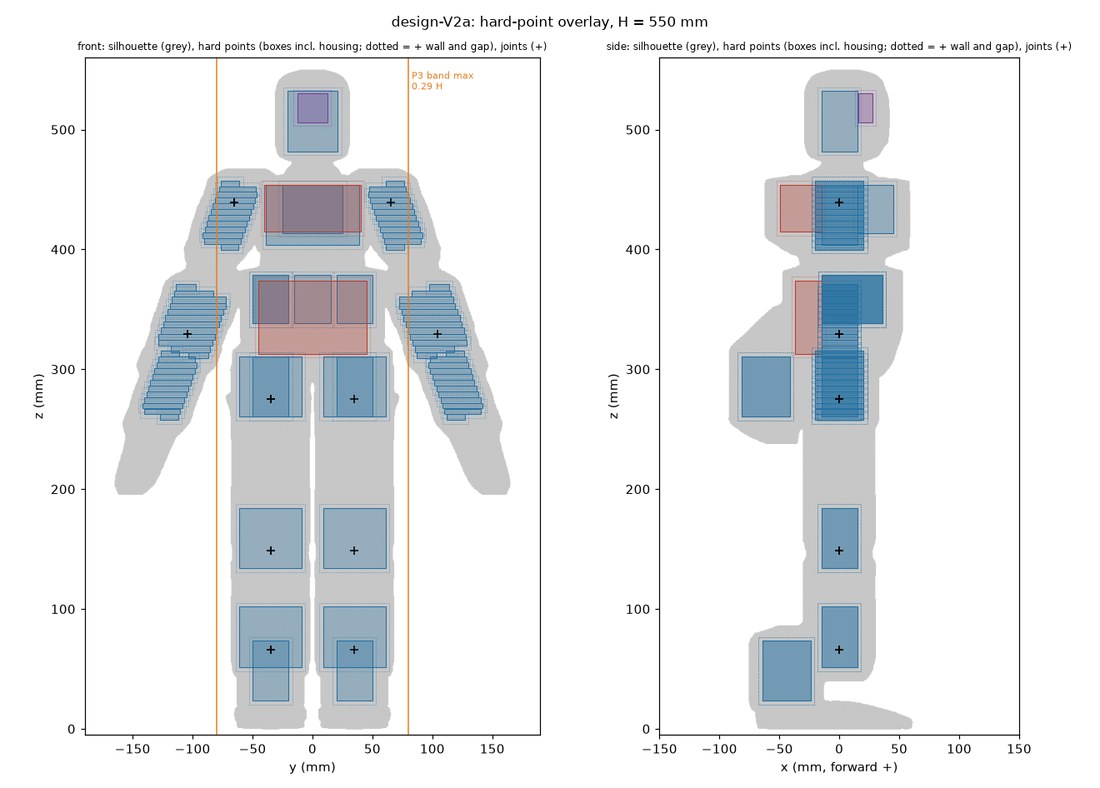 design-V2a: hard-point overlay, H = 550 mm
front: silhouette (grey), hard points (boxes incl. housing; dotted = + wall and gap), joints (+)
side: silhouette (grey), hard points (boxes incl. housing; dotted = + wall and gap), joints (+)
P3 band max
0.29 H
500
400
300
200
100
0
z (mm)
−150
−100
−50
0
50
100
150
y (mm)
500
400
300
200
100
0
z (mm)
−150
−100
−50
0
50
100
150
x (mm, forward +)